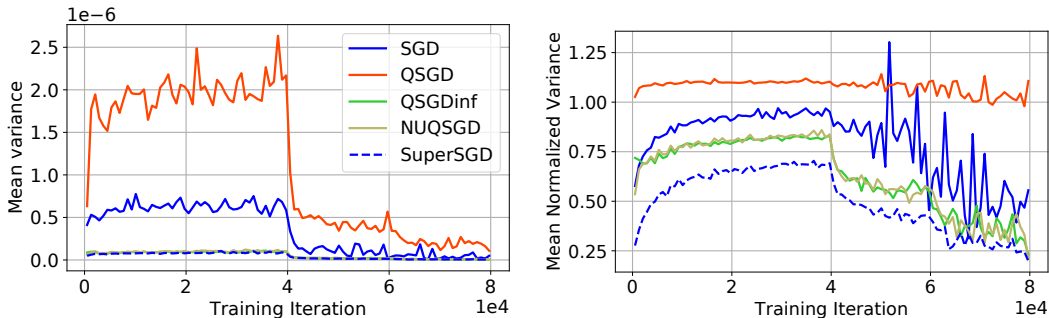 1e−6
Mean variance
2.5
2.0
1.5
1.0
0.5
0.0
SGD
QSGD
QSGDinf
NUQSGD
SuperSGD
0 2 4 6 8
1e4
Training Iteration
Mean Normalized Variance
1.25
1.00
0.75
0.50
0.25
0 2 4 6 8
1e4
Training Iteration